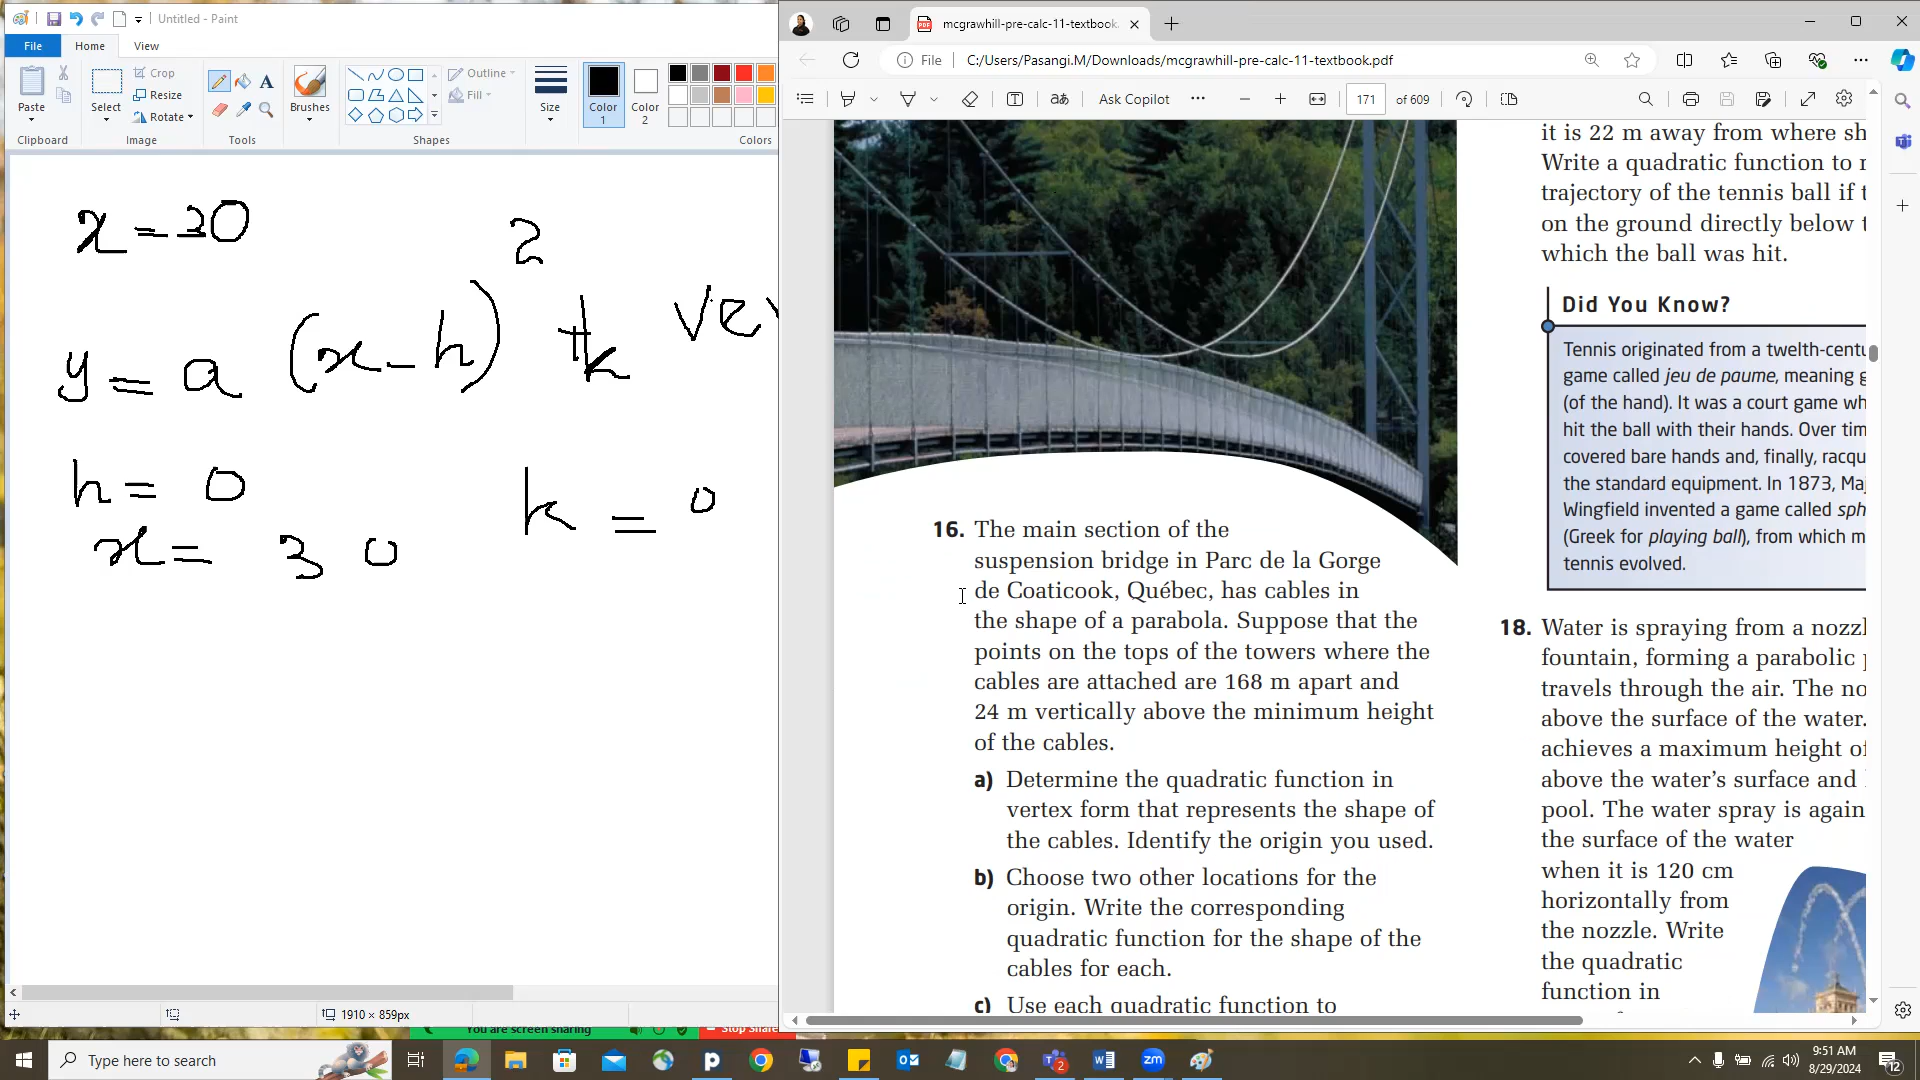 Untitled - Paint
File
Home
View
Paste
Select
Crop
Resize
Rotate
Brushes
Outline
Fill
Size
Color 1
Color 2
Clipboard
Image
Tools
Shapes
Colors
x = 20
y = a (x - h)² + k ver
h = 0
k = 0
x = 30
1910 × 859px
mcgrawhill-pre-calc-11-textbook.
File
C:/Users/Pasangi.M/Downloads/mcgrawhill-pre-calc-11-textbook.pdf
Ask Copilot
171 of 609
16. The main section of the
suspension bridge in Parc de la Gorge
de Coaticook, Québec, has cables in
the shape of a parabola. Suppose that the
points on the tops of the towers where the
cables are attached are 168 m apart and
24 m vertically above the minimum height
of the cables.
a) Determine the quadratic function in
vertex form that represents the shape of
the cables. Identify the origin you used.
b) Choose two other locations for the
origin. Write the corresponding
quadratic function for the shape of the
cables for each.
c) Use each quadratic function to
it is 22 m away from where sh
Write a quadratic function to
trajectory of the tennis ball if t
on the ground directly below t
which the ball was hit.
Did You Know?
Tennis originated from a twelth-centu
game called jeu de paume, meaning g
(of the hand). It was a court game wh
hit the ball with their hands. Over tim
covered bare hands and, finally, racqu
the standard equipment. In 1873, Maj
Wingfield invented a game called sph
(Greek for playing ball), from which m
tennis evolved.
18. Water is spraying from a nozzl
fountain, forming a parabolic p
travels through the air. The no
above the surface of the water.
achieves a maximum height of
above the water's surface and
pool. The water spray is again
the surface of the water
when it is 120 cm
horizontally from
the nozzle. Write
the quadratic
function in
You are screen sharing
Stop Share
Type here to search
9:51 AM
8/29/2024
12